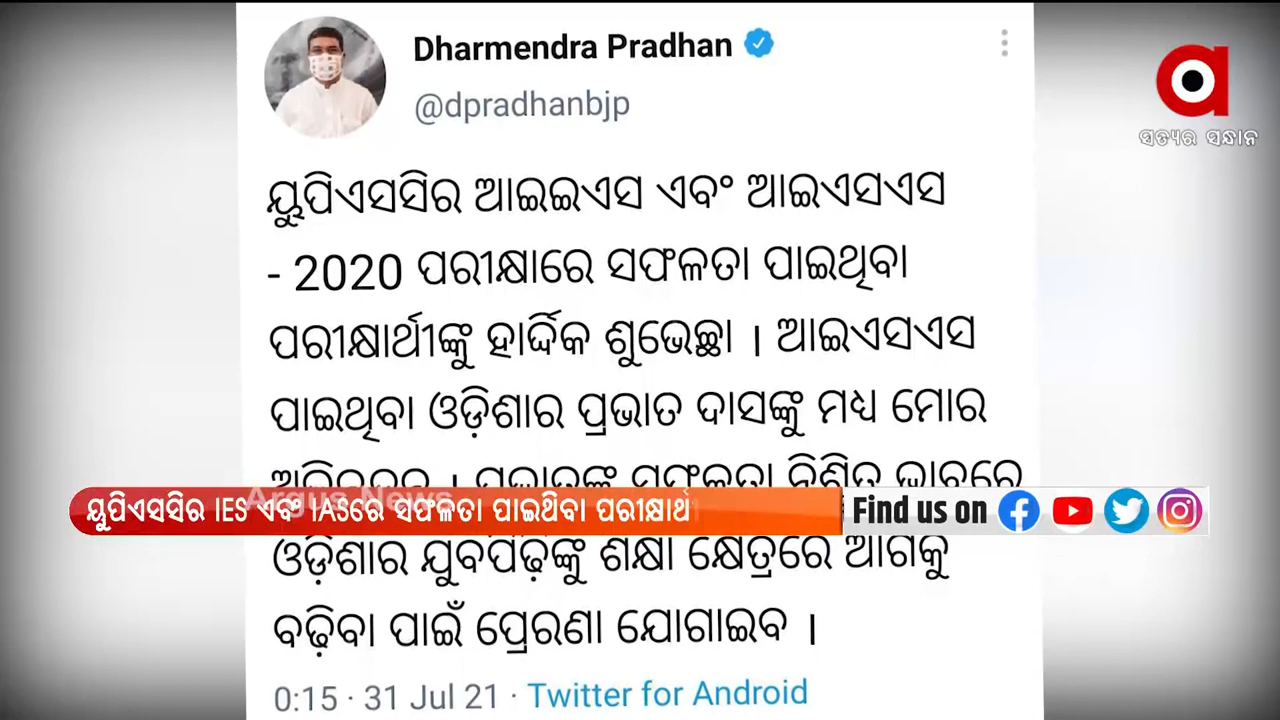 Dharmendra Pradhan
@dpradhanbjp
ସତ୍ୟର ସନ୍ଧାନ
ୟୁପିଏସସିର ଆଇଇଏସ ଏବଂ ଆଇଏସଏସ
- 2020 ପରୀକ୍ଷାରେ ସଫଳତା ପାଇଥିବା
ପରୀକ୍ଷାର୍ଥୀଙ୍କୁ ହାର୍ଦ୍ଦିକ ଶୁଭେଚ୍ଛା । ଆଇଏସଏସ
ପାଇଥିବା ଓଡ଼ିଶାର ପ୍ରଭାତ ଦାସଙ୍କୁ ମଧ୍ୟ ମୋର
Argus News
ୟୁପିଏସସିର IES ଏବଂ IASରେ ସଫଳତା ପାଇଥିବା ପରୀକ୍ଷାର୍ଥ
Find us on
ଓଡ଼ିଶାର ଯୁବପିଢ଼ିଙ୍କୁ ଶିକ୍ଷା କ୍ଷେତ୍ରରେ ଆଗକୁ
ବଢ଼ିବା ପାଇଁ ପ୍ରେରଣା ଯୋଗାଇବ ।
0:15 · 31 Jul 21 · Twitter for Android